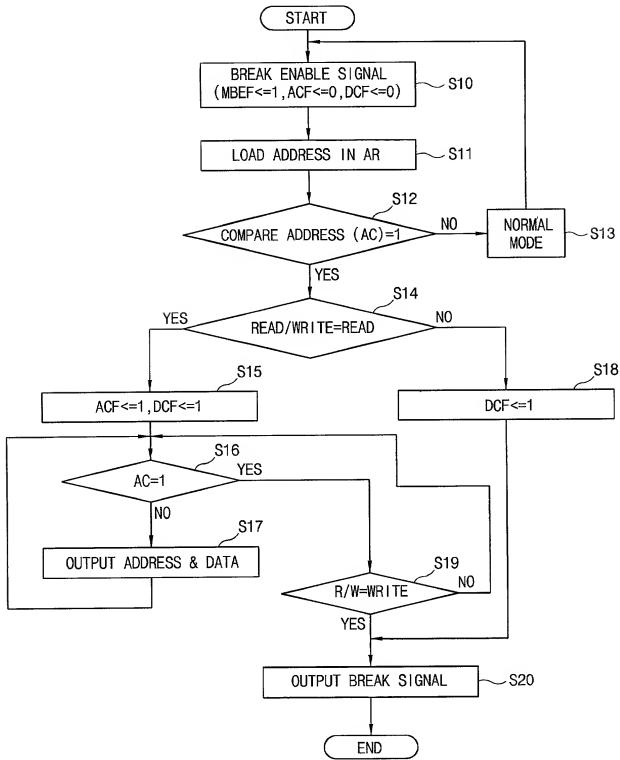 START
BREAK ENABLE SIGNAL
(MBEF<=1,ACF<=0,DCF<=0)
S10
LOAD ADDRESS IN AR
S11
S12
COMPARE ADDRESS (AC)=1
NO
NORMAL
MODE
S13
YES
S14
READ/WRITE=READ
YES
NO
S15
ACF<=1,DCF<=1
S18
DCF<=1
S16
AC=1
YES
NO
S17
OUTPUT ADDRESS & DATA
S19
R/W=WRITE
NO
YES
OUTPUT BREAK SIGNAL
S20
END